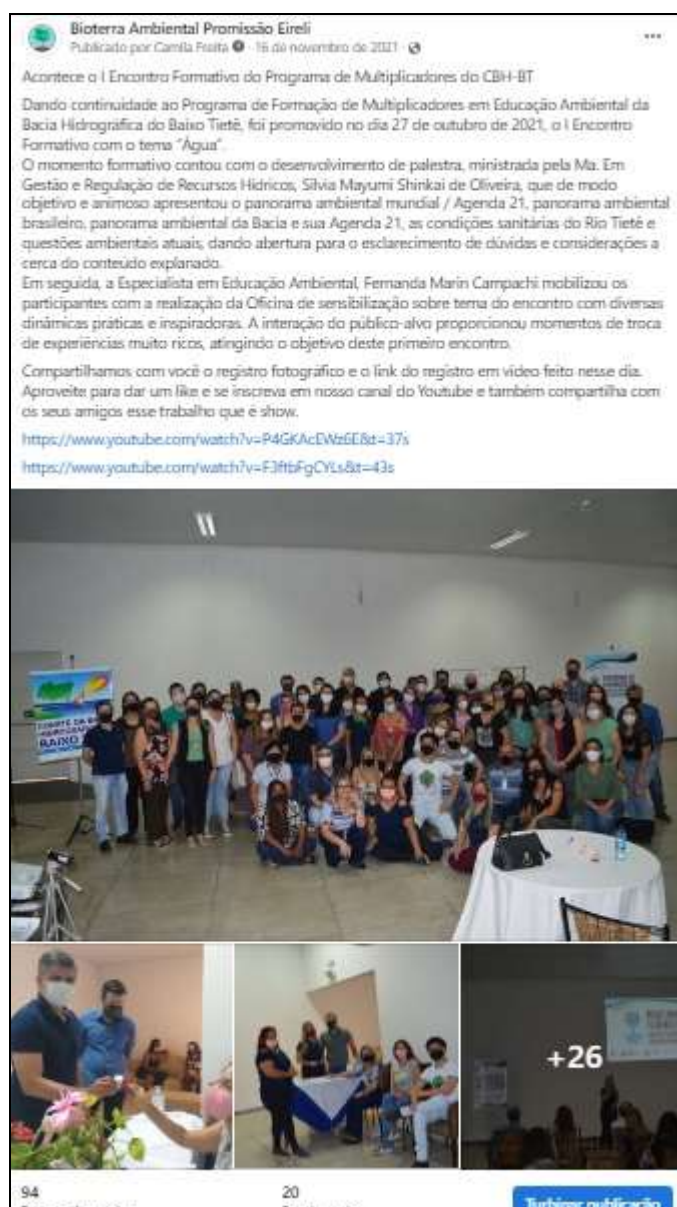 Bioterra Ambiental Promissão Eireli
Publicado por Camila Freita · 16 de novembro de 2021 ·
Acontece o I Encontro Formativo do Programa de Multiplicadores do CBH-BT
Dando continuidade ao Programa de Formação de Multiplicadores em Educação Ambiental da
Bacia Hidrográfica do Baixo Tietê, foi promovido no dia 27 de outubro de 2021, o I Encontro
Formativo com o tema "Água".
O momento formativo contou com o desenvolvimento de palestra, ministrada pela Ma. Em
Gestão e Regulação de Recursos Hídricos, Silvia Mayumi Shinkai de Oliveira, que de modo
objetivo e animoso apresentou o panorama ambiental mundial / Agenda 21, panorama ambiental
brasileiro, panorama ambiental da Bacia e sua Agenda 21, as condições sanitárias do Rio Tietê e
questões ambientais atuais, dando abertura para o esclarecimento de dúvidas e considerações a
cerca do conteúdo explanado.
Em seguida, a Especialista em Educação Ambiental, Fernanda Marin Campachi mobilizou os
participantes com a realização da Oficina de sensibilização sobre tema do encontro com diversas
dinâmicas práticas e inspiradoras. A interação do público-alvo proporcionou momentos de troca
de experiências muito ricos, atingindo o objetivo deste primeiro encontro.
Compartilhamos com você o registro fotográfico e o link do registro em vídeo feito nesse dia.
Aproveite para dar um like e se inscreva em nosso canal do Youtube e também compartilha com
os seus amigos esse trabalho que é show.
https://www.youtube.com/watch?v=P4GKAcEWz6E&t=37s
https://www.youtube.com/watch?v=F3ftbFgCYLs&t=43s
COMITÊ DA
HIDROGRÁFICA
BAIXO
+26
94
20
Turbinar publicação